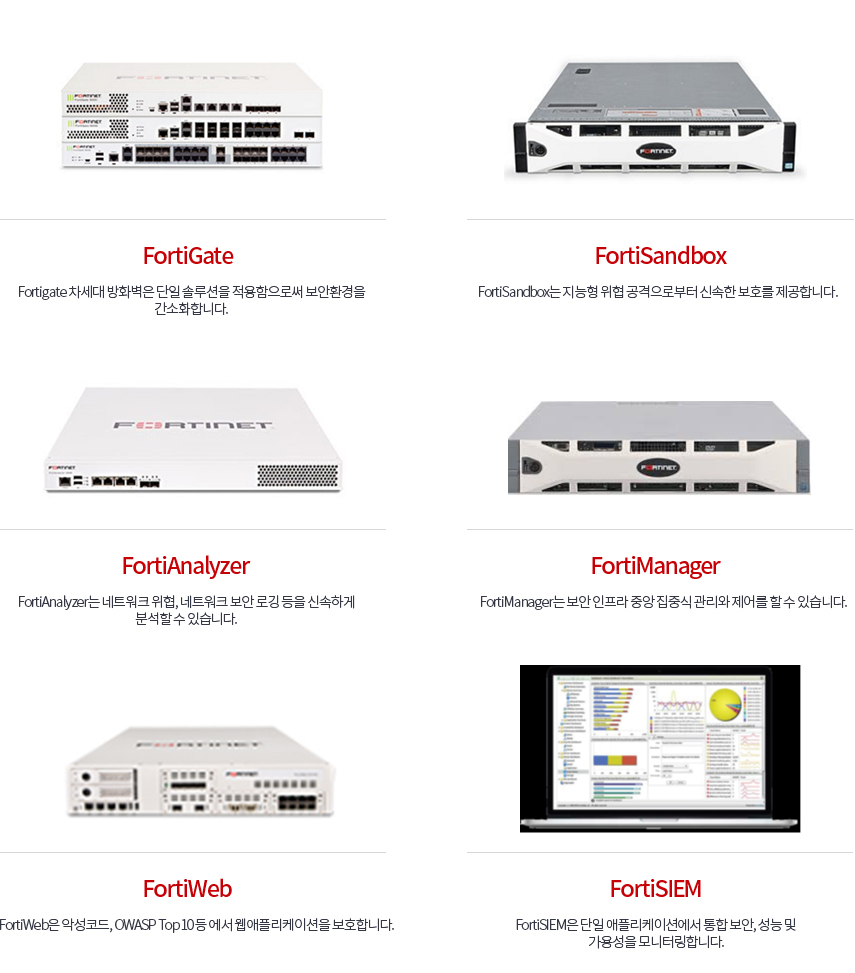 FORTINET
FORTINET
FORTINET
FORTINET
FORTINET
FortiGate
Fortigate 차세대 방화벽은 단일 솔루션을 적용함으로써 보안환경을
간소화합니다.
FortiSandbox
FortiSandbox는 지능형 위협 공격으로부터 신속한 보호를 제공합니다.
FORTINET
FORTINET
FORTINET
FortiAnalyzer
FortiAnalyzer는 네트워크 위협, 네트워크 보안 로깅 등을 신속하게
분석할 수 있습니다.
FortiManager
FortiManager는 보안 인프라 중앙 집중식 관리와 제어를 할 수 있습니다.
FORTINET
FORTINET
FortiWeb
FortiWeb은 악성코드, OWASP Top 10 등 에서 웹 애플리케이션을 보호합니다.
FortiSIEM
FortiSIEM은 단일 애플리케이션에서 통합 보안, 성능 및
가용성을 모니터링합니다.